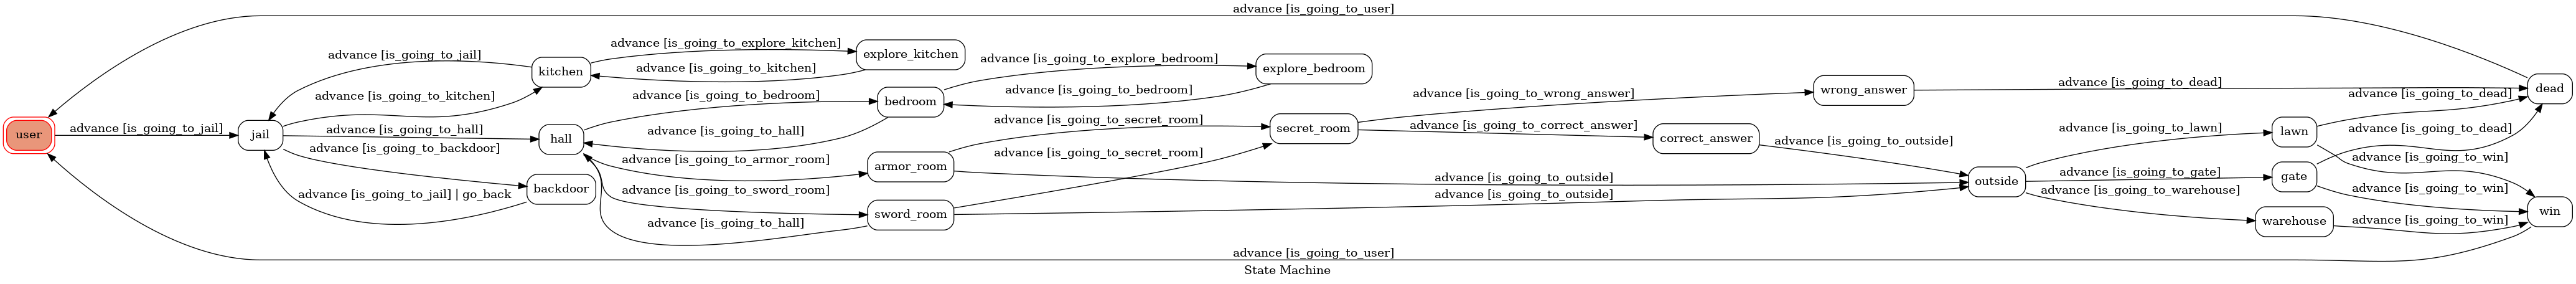 advance [is_going_to_user]
advance [is_going_to_explore_kitchen]
explore_kitchen
advance [is_going_to_jail]
kitchen
advance [is_going_to_kitchen]
advance [is_going_to_explore_bedroom]
explore_bedroom
advance [is_going_to_kitchen]
advance [is_going_to_bedroom]
bedroom
advance [is_going_to_bedroom]
advance [is_going_to_wrong_answer]
wrong_answer
advance [is_going_to_dead]
dead
advance [is_going_to_dead]
user
advance [is_going_to_jail]
jail
advance [is_going_to_hall]
hall
advance [is_going_to_hall]
advance [is_going_to_secret_room]
secret_room
advance [is_going_to_correct_answer]
correct_answer
advance [is_going_to_outside]
advance [is_going_to_lawn]
lawn
advance [is_going_to_dead]
advance [is_going_to_backdoor]
backdoor
advance [is_going_to_jail] | go_back
advance [is_going_to_armor_room]
armor_room
advance [is_going_to_secret_room]
advance [is_going_to_outside]
advance [is_going_to_win]
outside
advance [is_going_to_gate]
gate
advance [is_going_to_sword_room]
sword_room
advance [is_going_to_outside]
advance [is_going_to_warehouse]
warehouse
advance [is_going_to_win]
advance [is_going_to_hall]
advance [is_going_to_win]
win
advance [is_going_to_user]
State Machine